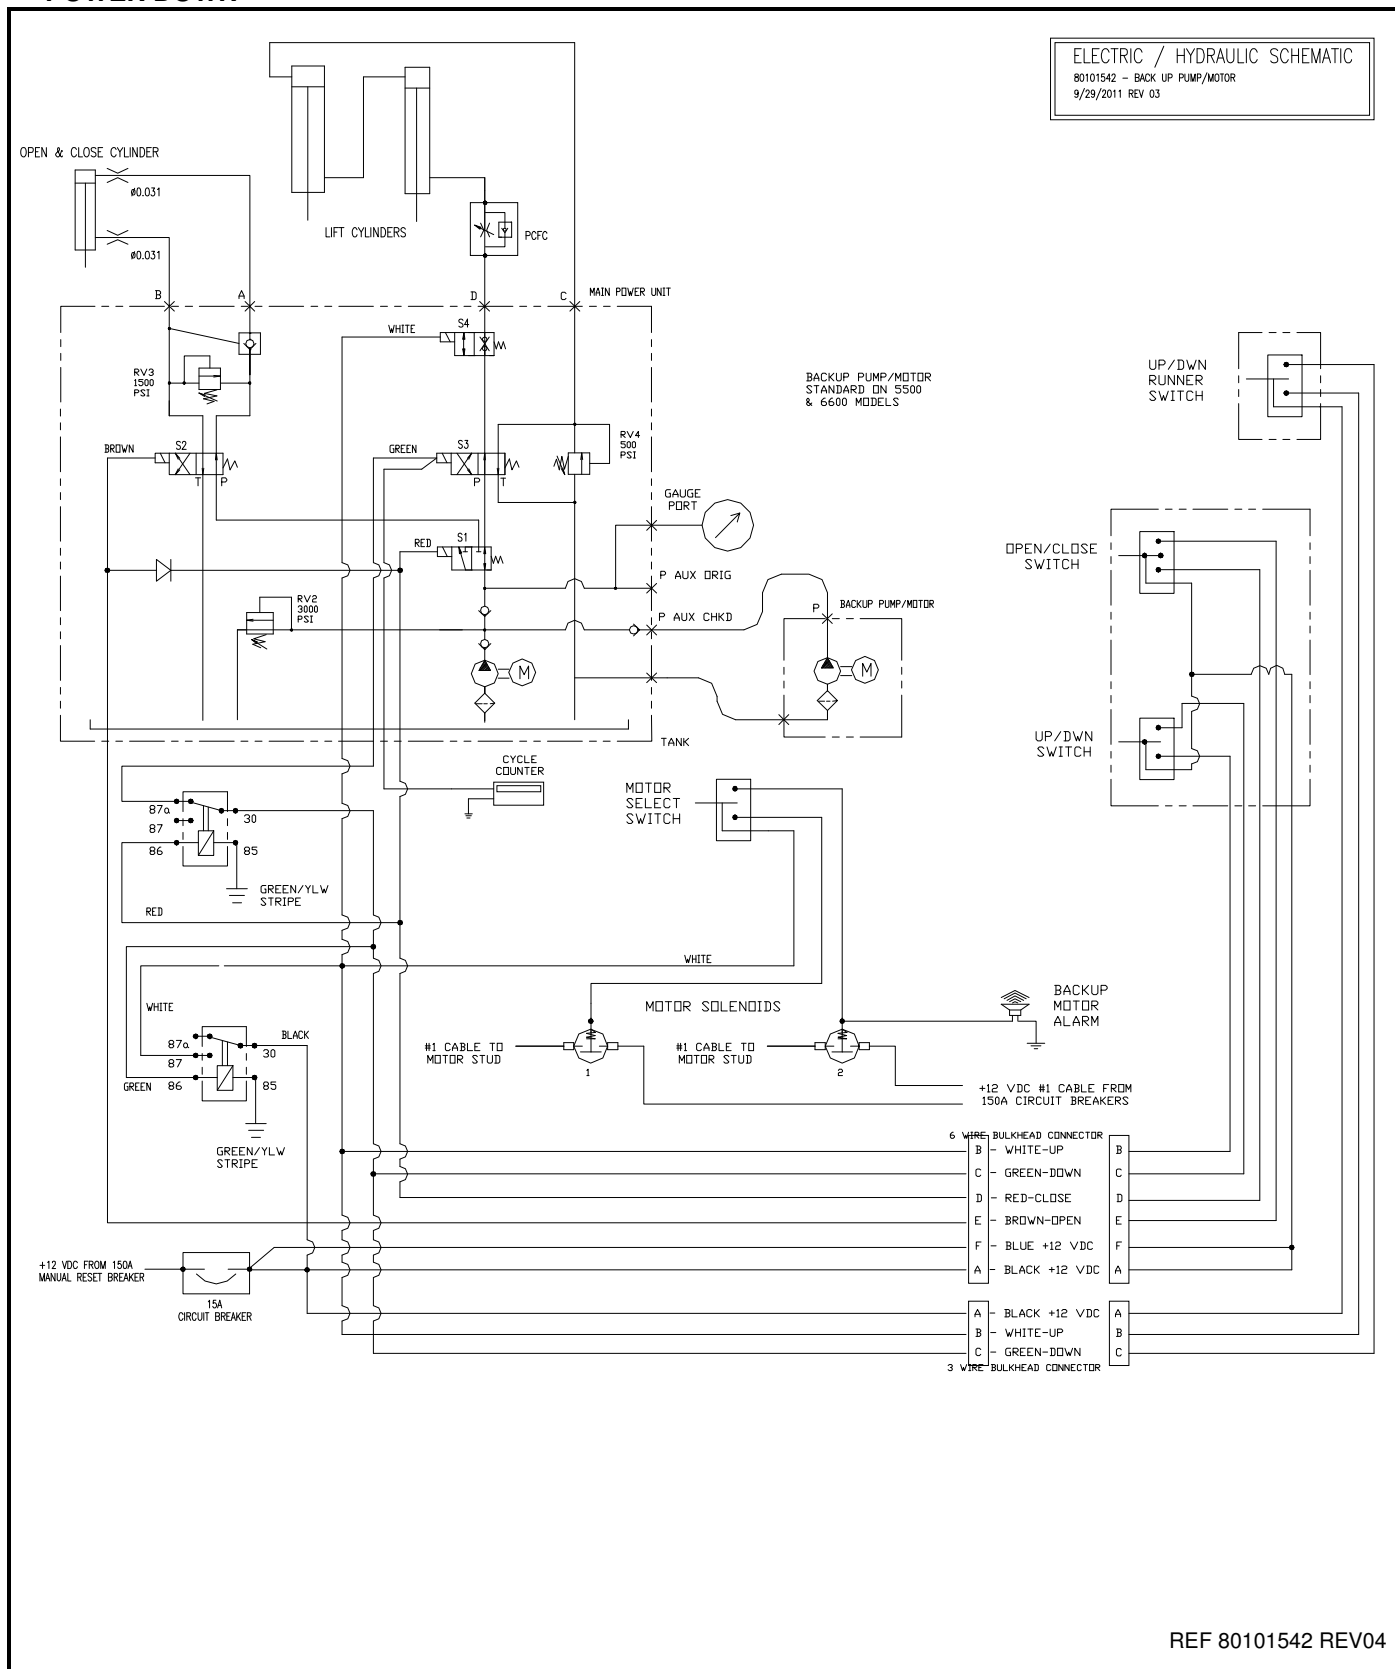 POWER DOWN
ELECTRIC / HYDRAULIC SCHEMATIC
80101542 - BACK UP PUMP/MOTOR
9/29/2011 REV 03
OPEN & CLOSE CYLINDER
ø0.031
ø0.031
LIFT CYLINDERS
PCFC
B
A
D
C
MAIN POWER UNIT
WHITE
S4
RV3
1500
PSI
BACKUP PUMP/MOTOR
STANDARD ON 5500
& 6600 MODELS
UP/DWN
RUNNER
SWITCH
BROWN
S2
T
P
GREEN
S3
P
T
RV4
500
PSI
GAUGE
PORT
RED
S1
OPEN/CLOSE
SWITCH
P AUX ORIG
RV2
3000
PSI
P AUX CHKD
P
BACKUP PUMP/MOTOR
M
M
TANK
UP/DWN
SWITCH
CYCLE
COUNTER
MOTOR
SELECT
SWITCH
87a
87
86
30
85
GREEN/YLW
STRIPE
RED
WHITE
WHITE
MOTOR SOLENOIDS
BACKUP
MOTOR
ALARM
87a
87
GREEN
86
BLACK
30
85
GREEN/YLW
STRIPE
#1 CABLE TO
MOTOR STUD
1
#1 CABLE TO
MOTOR STUD
2
+12 VDC #1 CABLE FROM
150A CIRCUIT BREAKERS
6 WIRE BULKHEAD CONNECTOR
B - WHITE-UP B
C - GREEN-DOWN C
D - RED-CLOSE D
E - BROWN-OPEN E
F - BLUE +12 VDC F
A - BLACK +12 VDC A
+12 VDC FROM 150A
MANUAL RESET BREAKER
15A
CIRCUIT BREAKER
A - BLACK +12 VDC A
B - WHITE-UP B
C - GREEN-DOWN C
3 WIRE BULKHEAD CONNECTOR
REF 80101542 REV04